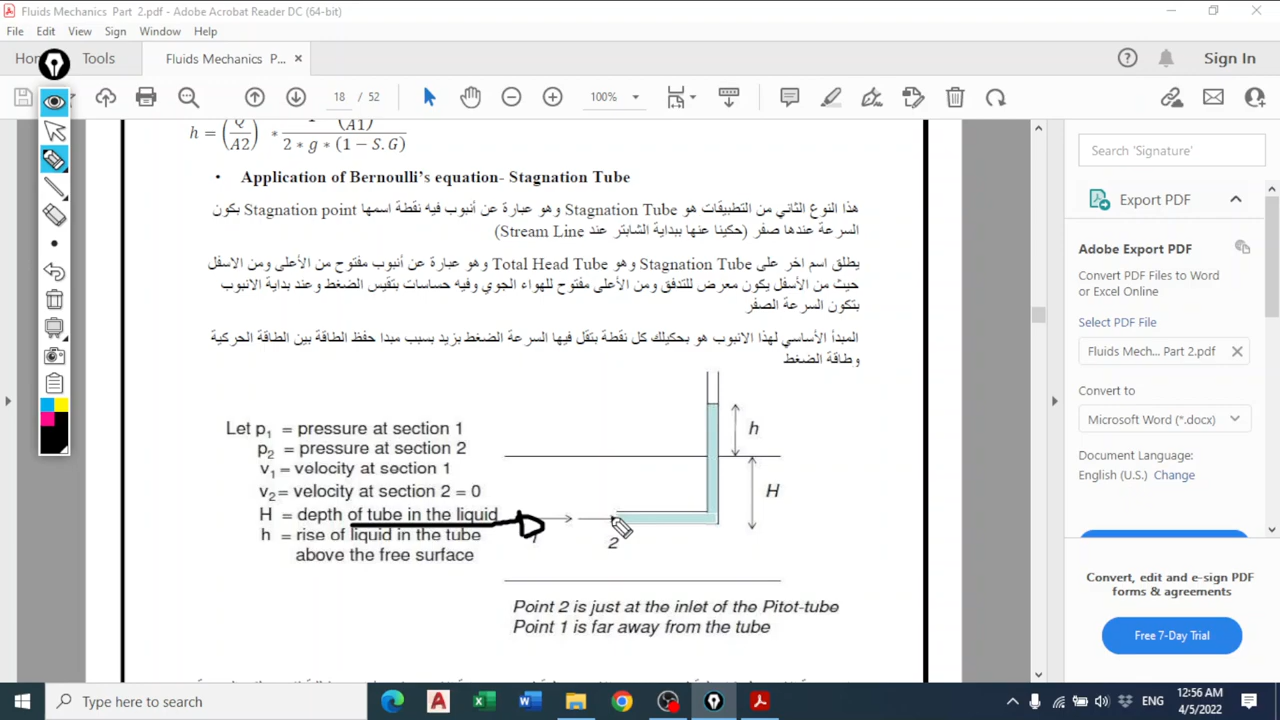 Fluids Mechanics Part 2.pdf - Adobe Acrobat Reader DC (64-bit)
File Edit View Sign Window Help
Tools Fluids Mechanics P...
Sign In
18 / 52 100%
h = (Q/A2) * (A1) / 2 * g * (1 − S.G)
• Application of Bernoulli's equation- Stagnation Tube
هذا النوع الثاني من التطبيقات هو Stagnation Tube وهو عبارة عن أنبوب فيه نقطة اسمها Stagnation point بكون
السرعة عندها صفر (حكينا عنها ببداية الشابتر عند Stream Line)
يطلق اسم اخر على Stagnation Tube وهو Total Head Tube وهو عبارة عن أنبوب مفتوح من الأعلى ومن الاسفل
حيث من الأسفل يكون معرض للتدفق ومن الأعلى مفتوح للهواء الجوي وفيه حساسات بتقيس الضغط وعند بداية الانبوب
بتكون السرعة الصفر
المبدأ الأساسي لهذا الانبوب هو بحكيلك كل نقطة بتقل فيها السرعة الضغط بزيد بسبب مبدا حفظ الطاقة بين الطاقة الحركية
وطاقة الضغط
Let p1 = pressure at section 1
p2 = pressure at section 2
v1 = velocity at section 1
v2 = velocity at section 2 = 0
H = depth of tube in the liquid
h = rise of liquid in the tube
above the free surface
h
H
2
Point 2 is just at the inlet of the Pitot-tube
Point 1 is far away from the tube
Search 'Signature'
Export PDF
Adobe Export PDF
Convert PDF Files to Word
or Excel Online
Select PDF File
Fluids Mech... Part 2.pdf
Convert to
Microsoft Word (*.docx)
Document Language:
English (U.S.) Change
Convert, edit and e-sign PDF
forms & agreements
Free 7-Day Trial
Type here to search
ENG
12:56 AM
4/5/2022